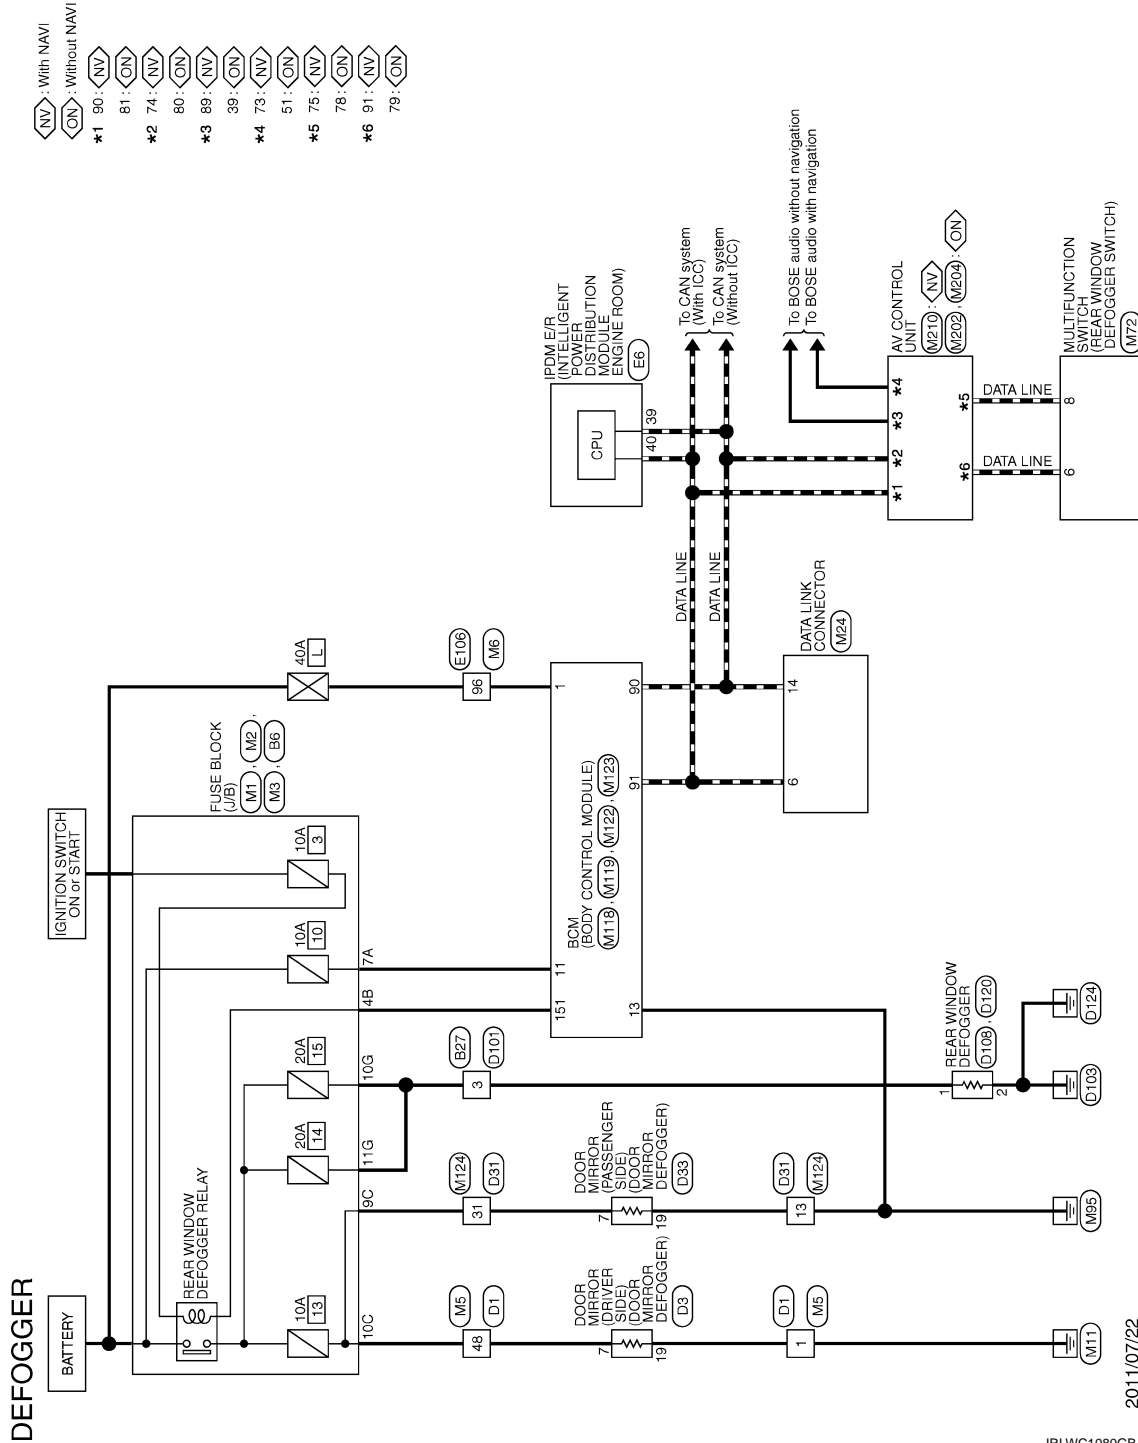 DEFOGGER
BATTERY
IGNITION SWITCH
ON or START
FUSE BLOCK
(J/B)
M1 , M2 ,
M3 , B6
REAR WINDOW
DEFOGGER RELAY
10A
13
20A
14
20A
15
10A
10
10A
3
40A
L
10C
9C
11G
10G
4B
7A
M5
48
D1
M124
31
D31
B27
3
D101
E106
96
M6
DOOR
MIRROR
(DRIVER
SIDE)
(DOOR
MIRROR
DEFOGGER)
D3
7
19
DOOR
MIRROR
(PASSENGER
SIDE)
(DOOR
MIRROR
DEFOGGER)
D33
7
19
151
11
1
BCM
(BODY CONTROL MODULE)
M118 , M119 , M122 , M123
13
91
90
D1
1
M5
D31
13
M124
REAR WINDOW
DEFOGGER
D108 , D120
1
2
M11
M95
D103
D124
DATA LINE
DATA LINE
DATA LINK
CONNECTOR
M24
6
14
IPDM E/R
(INTELLIGENT
POWER
DISTRIBUTION
MODULE
ENGINE ROOM)
E6
CPU
40
39
To CAN system
(With ICC)
To CAN system
(Without ICC)
To BOSE audio without navigation
To BOSE audio with navigation
AV CONTROL
UNIT
M210 : NV
M202 , M204 : ON
*1
*2
*3
*4
*6
*5
DATA LINE
DATA LINE
6
8
MULTIFUNCTION
SWITCH
(REAR WINDOW
DEFOGGER SWITCH)
M72
NV : With NAVI
ON : Without NAVI
*1 90 : NV
81 : ON
*2 74 : NV
80 : ON
*3 89 : NV
39 : ON
*4 73 : NV
51 : ON
*5 75 : NV
78 : ON
*6 91 : NV
79 : ON
2011/07/22